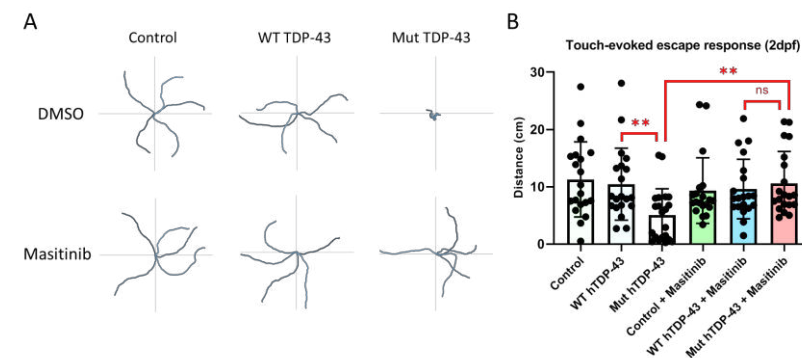 A
Control
WT TDP-43
Mut TDP-43
DMSO
Masitinib
B
Touch-evoked escape response (2dpf)
Distance (cm)
30
20
10
0
**
**
ns
Control
WT hTDP-43
Mut hTDP-43
Control + Masitinib
WT hTDP-43 + Masitinib
Mut hTDP-43 + Masitinib